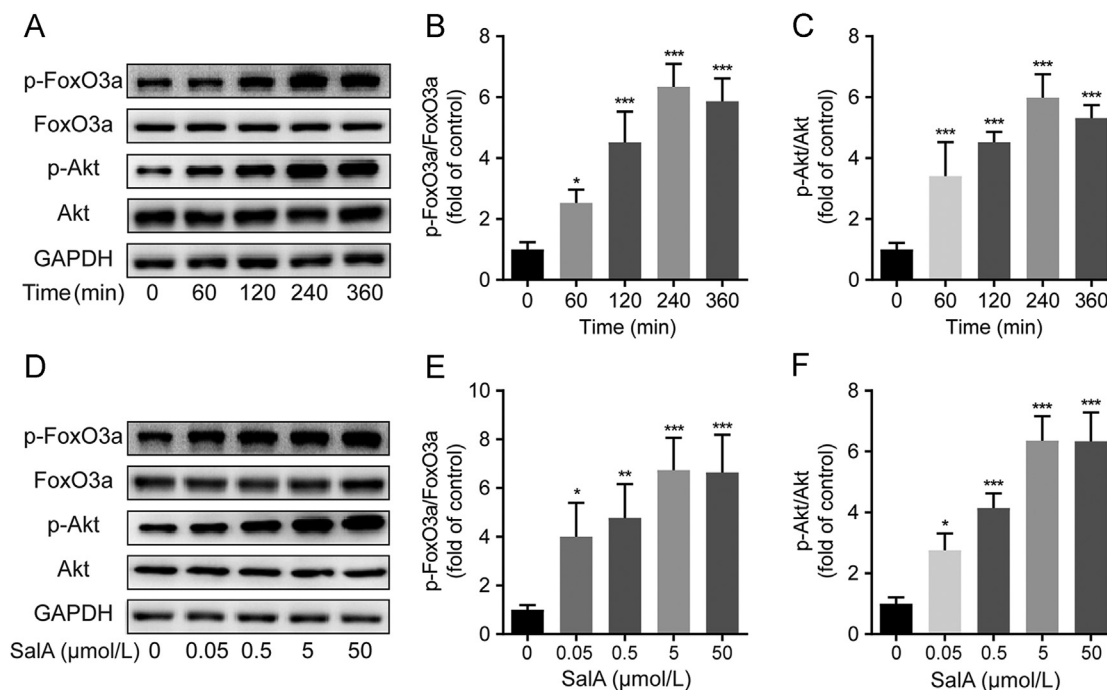 A
p-FoxO3a
FoxO3a
p-Akt
Akt
GAPDH
Time (min) 0 60 120 240 360
B
p-FoxO3a/FoxO3a
(fold of control)
8
6
4
2
0
*
***
***
***
0 60 120 240 360
Time (min)
C
p-Akt/Akt
(fold of control)
8
6
4
2
0
***
***
***
***
0 60 120 240 360
Time (min)
D
p-FoxO3a
FoxO3a
p-Akt
Akt
GAPDH
SalA (μmol/L) 0 0.05 0.5 5 50
E
p-FoxO3a/FoxO3a
(fold of control)
10
8
6
4
2
0
*
**
***
***
0 0.05 0.5 5 50
SalA (μmol/L)
F
p-Akt/Akt
(fold of control)
8
6
4
2
0
*
***
***
***
0 0.05 0.5 5 50
SalA (μmol/L)